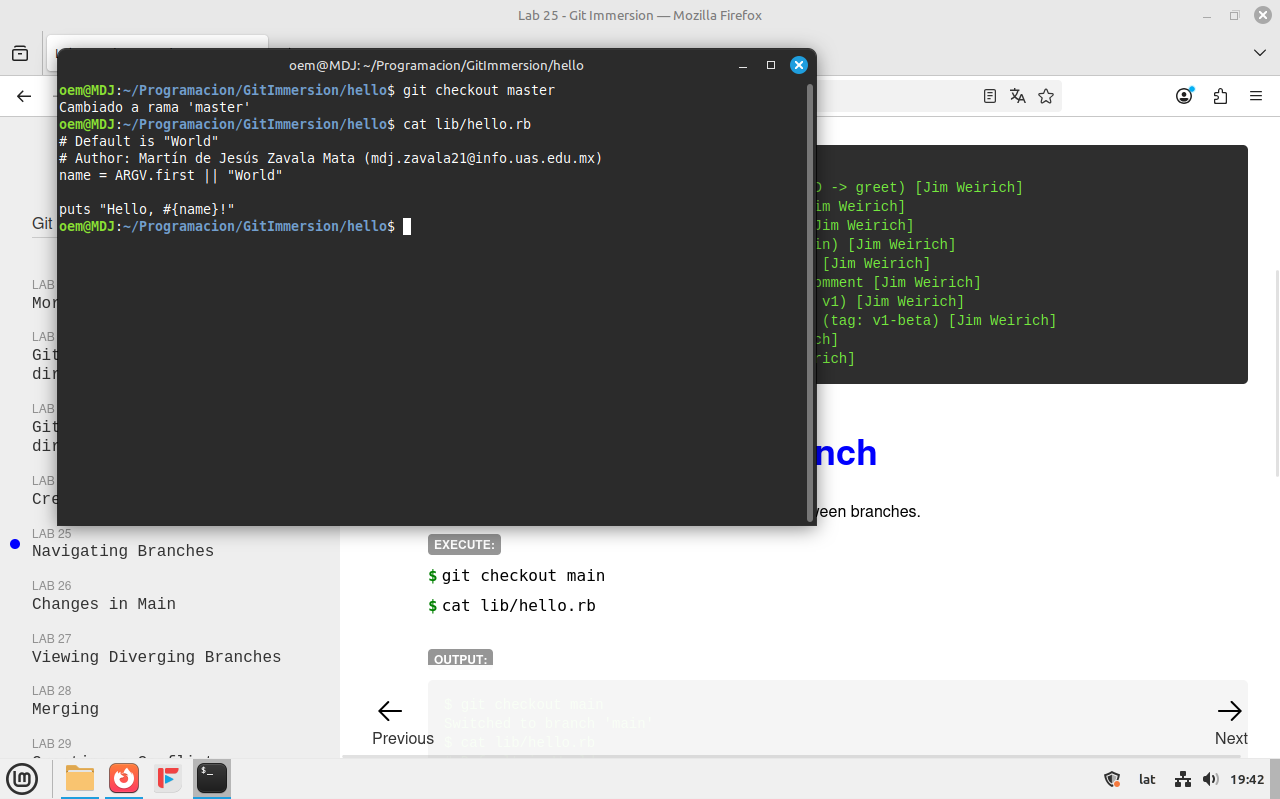 Lab 25 - Git Immersion — Mozilla Firefox
oem@MDJ: ~/Programacion/GitImmersion/hello
oem@MDJ:~/Programacion/GitImmersion/hello$ git checkout master
Cambiado a rama 'master'
oem@MDJ:~/Programacion/GitImmersion/hello$ cat lib/hello.rb
# Default is "World"
# Author: Martín de Jesús Zavala Mata (mdj.zavala21@info.uas.edu.mx)
name = ARGV.first || "World"
puts "Hello, #{name}!"
oem@MDJ:~/Programacion/GitImmersion/hello$
-> greet) [Jim Weirich]
im Weirich]
[Jim Weirich]
in) [Jim Weirich]
[Jim Weirich]
omment [Jim Weirich]
v1) [Jim Weirich]
(tag: v1-beta) [Jim Weirich]
ch]
rich]
nch
ween branches.
EXECUTE:
$ git checkout main
$ cat lib/hello.rb
OUTPUT:
$ git checkout main
Switched to branch 'main'
$ cat lib/hello.rb
Previous
Next
Git
LAB
Mor
LAB
Git
dir
LAB
Git
dir
LAB
Cre
LAB 25
Navigating Branches
LAB 26
Changes in Main
LAB 27
Viewing Diverging Branches
LAB 28
Merging
LAB 29
lat
19:42